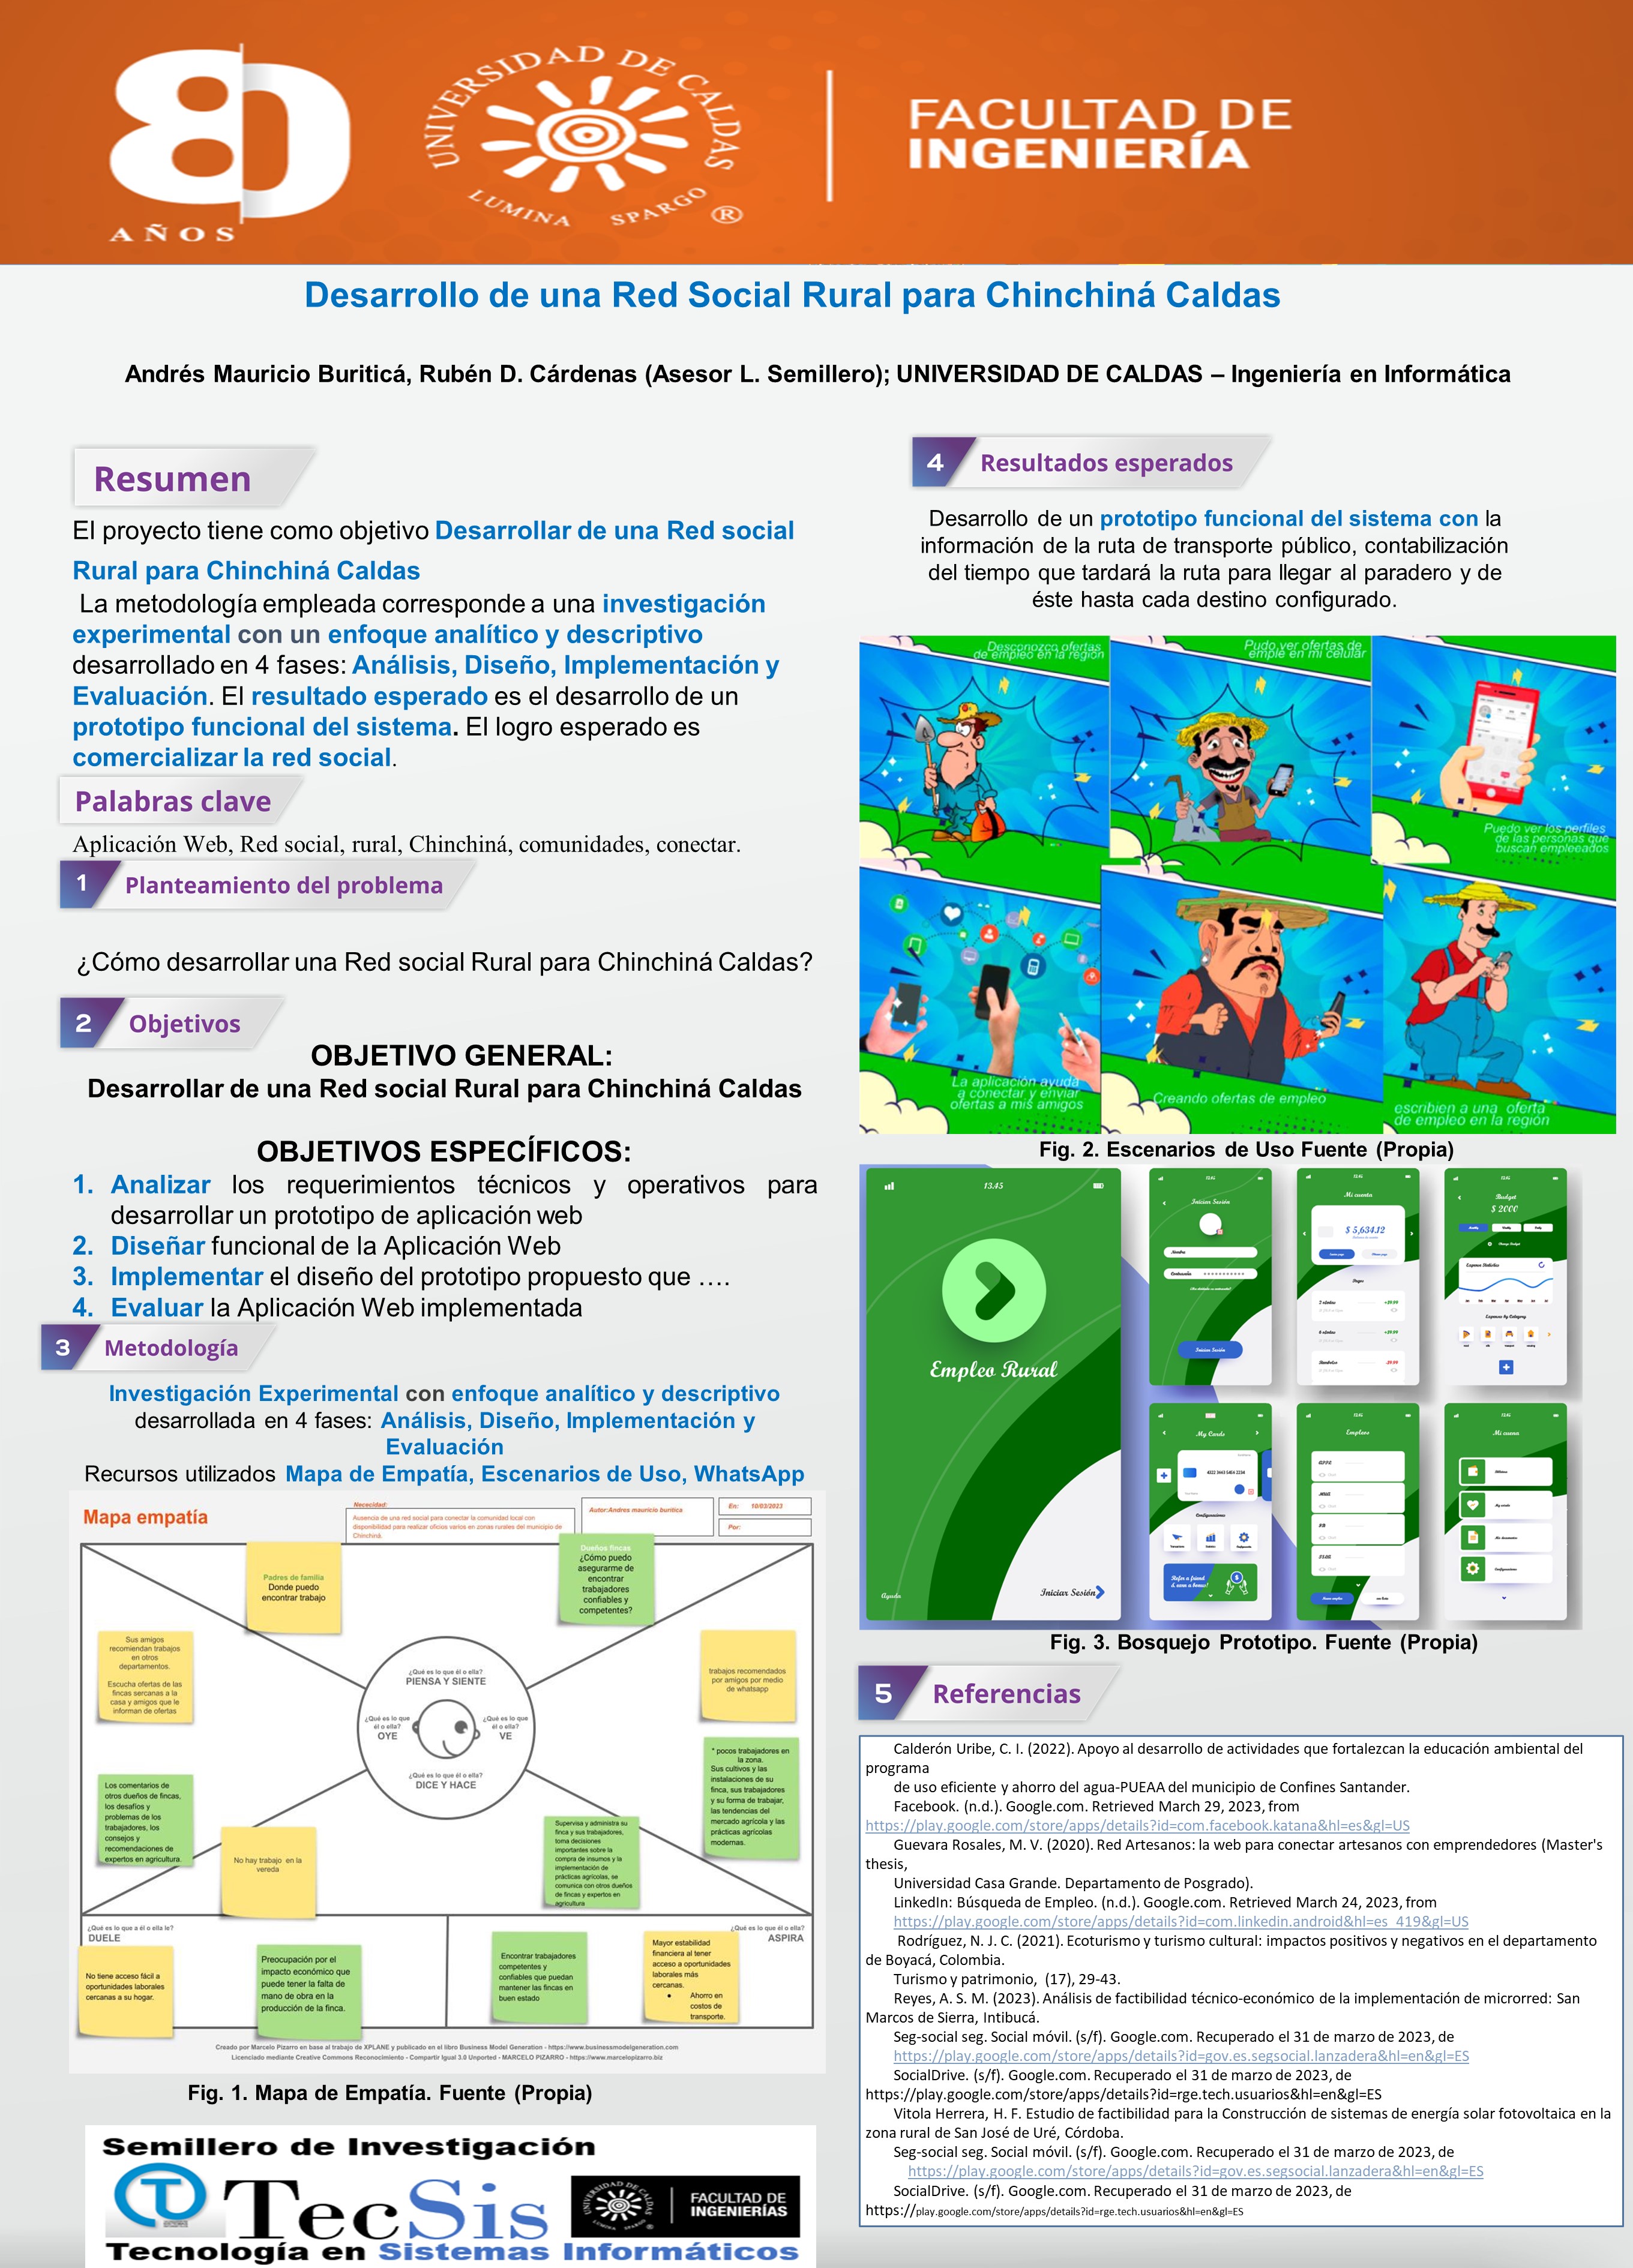 80
AÑOS
UNIVERSIDAD DE CALDAS
LUMINA SPARGO
®
FACULTAD DE
INGENIERÍA
Desarrollo de una Red Social Rural para Chinchiná Caldas
Andrés Mauricio Buriticá, Rubén D. Cárdenas (Asesor L. Semillero); UNIVERSIDAD DE CALDAS – Ingeniería en Informática
Resumen
El proyecto tiene como objetivo Desarrollar de una Red social
Rural para Chinchiná Caldas
La metodología empleada corresponde a una investigación
experimental con un enfoque analítico y descriptivo
desarrollado en 4 fases: Análisis, Diseño, Implementación y
Evaluación. El resultado esperado es el desarrollo de un
prototipo funcional del sistema. El logro esperado es
comercializar la red social.
Palabras clave
Aplicación Web, Red social, rural, Chinchiná, comunidades, conectar.
1 Planteamiento del problema
¿Cómo desarrollar una Red social Rural para Chinchiná Caldas?
2 Objetivos
OBJETIVO GENERAL:
Desarrollar de una Red social Rural para Chinchiná Caldas
OBJETIVOS ESPECÍFICOS:
1. Analizar los requerimientos técnicos y operativos para
desarrollar un prototipo de aplicación web
2. Diseñar funcional de la Aplicación Web
3. Implementar el diseño del prototipo propuesto que ….
4. Evaluar la Aplicación Web implementada
3 Metodología
Investigación Experimental con enfoque analítico y descriptivo
desarrollada en 4 fases: Análisis, Diseño, Implementación y
Evaluación
Recursos utilizados Mapa de Empatía, Escenarios de Uso, WhatsApp
Mapa empatía
Nececidad:
Ausencia de una red social para conectar la comunidad local con
disponibilidad para realizar oficios varios en zonas rurales del municipio de
Chinchiná.
Autor:Andres mauricio buritica
En: 10/03/2023
Por:
Padres de familia
Donde puedo
encontrar trabajo
Dueños fincas
¿Cómo puedo
asegurarme de
encontrar
trabajadores
confiables y
competentes?
Sus amigos
recomiendan trabajos
en otros
departamentos.
Escucha ofertas de las
fincas sercanas a la
casa y amigos que le
informan de ofertas
trabajos recomendados
por amigos por medio
de whatsapp
¿Qué es lo que él o ella?
PIENSA Y SIENTE
¿Qué es lo que
él o ella?
OYE
¿Qué es lo que
él o ella?
VE
¿Qué es lo que él o ella?
DICE Y HACE
Los comentarios de
otros dueños de fincas,
los desafíos y
problemas de los
trabajadores, los
consejos y
recomendaciones de
expertos en agricultura.
* pocos trabajadores en
la zona.
Sus cultivos y las
instalaciones de su
finca, sus trabajadores
y su forma de trabajar,
las tendencias del
mercado agrícola y las
prácticas agrícolas
modernas.
No hay trabajo en la
vereda
Supervisa y administra su
finca y sus trabajadores,
toma decisiones
importantes sobre la
compra de insumos y la
implementación de
prácticas agrícolas, se
comunica con otros dueños
de fincas y expertos en
agricultura
¿Qué es lo que a él o ella le?
DUELE
¿Qué es lo que él o ella?
ASPIRA
No tiene acceso fácil a
oportunidades laborales
cercanas a su hogar.
Preocupación por el
impacto económico que
puede tener la falta de
mano de obra en la
producción de la finca.
Encontrar trabajadores
competentes y
confiables que puedan
mantener las fincas en
buen estado
Mayor estabilidad
financiera al tener
acceso a oportunidades
laborales más
cercanas.
● Ahorro en
costos de
transporte.
Creado por Marcelo Pizarro en base al trabajo de XPLANE y publicado en el libro Business Model Generation - https://www.businessmodelgeneration.com
Licenciado mediante Creative Commons Reconocimiento - Compartir Igual 3.0 Unported - MARCELO PIZARRO - https://www.marcelopizarro.biz
Fig. 1. Mapa de Empatía. Fuente (Propia)
Semillero de Investigación
TecSis
FACULTAD DE
INGENIERÍAS
Tecnología en Sistemas Informáticos
4 Resultados esperados
Desarrollo de un prototipo funcional del sistema con la
información de la ruta de transporte público, contabilización
del tiempo que tardará la ruta para llegar al paradero y de
éste hasta cada destino configurado.
Desconozco ofertas
de empleo en la región
Pudo ver ofertas de
emple en mi celular
Puedo ver los perfiles
de las personas que
buscan empleeados
La aplicación ayuda
a conectar y enviar
ofertas a mis amigos
Creando ofertas de empleo
escribien a una oferta
de empleo en la región
Fig. 2. Escenarios de Uso Fuente (Propia)
13.45
Empleo Rural
Ayuda
Iniciar Sesión
Iniciar Sesión
Nombre
Contraseña
Iniciar Sesión
Mi cuenta
$ 5,634.12
Pagos
Budget
$ 2000
Change Budget
Expense Statistics
Expenses by Category
My Cards
4522 3643 5454 2234
Configuraciones
Refer a friend
& earn a bonus!
Empleos
Mi cuena
Fig. 3. Bosquejo Prototipo. Fuente (Propia)
5 Referencias
Calderón Uribe, C. I. (2022). Apoyo al desarrollo de actividades que fortalezcan la educación ambiental del
programa
de uso eficiente y ahorro del agua-PUEAA del municipio de Confines Santander.
Facebook. (n.d.). Google.com. Retrieved March 29, 2023, from
https://play.google.com/store/apps/details?id=com.facebook.katana&hl=es&gl=US
Guevara Rosales, M. V. (2020). Red Artesanos: la web para conectar artesanos con emprendedores (Master's
thesis,
Universidad Casa Grande. Departamento de Posgrado).
LinkedIn: Búsqueda de Empleo. (n.d.). Google.com. Retrieved March 24, 2023, from
https://play.google.com/store/apps/details?id=com.linkedin.android&hl=es_419&gl=US
Rodríguez, N. J. C. (2021). Ecoturismo y turismo cultural: impactos positivos y negativos en el departamento
de Boyacá, Colombia.
Turismo y patrimonio, (17), 29-43.
Reyes, A. S. M. (2023). Análisis de factibilidad técnico-económico de la implementación de microrred: San
Marcos de Sierra, Intibucá.
Seg-social seg. Social móvil. (s/f). Google.com. Recuperado el 31 de marzo de 2023, de
https://play.google.com/store/apps/details?id=gov.es.segsocial.lanzadera&hl=en&gl=ES
SocialDrive. (s/f). Google.com. Recuperado el 31 de marzo de 2023, de
https://play.google.com/store/apps/details?id=rge.tech.usuarios&hl=en&gl=ES
Vitola Herrera, H. F. Estudio de factibilidad para la Construcción de sistemas de energía solar fotovoltaica en la
zona rural de San José de Uré, Córdoba.
Seg-social seg. Social móvil. (s/f). Google.com. Recuperado el 31 de marzo de 2023, de
https://play.google.com/store/apps/details?id=gov.es.segsocial.lanzadera&hl=en&gl=ES
SocialDrive. (s/f). Google.com. Recuperado el 31 de marzo de 2023, de
https://play.google.com/store/apps/details?id=rge.tech.usuarios&hl=en&gl=ES